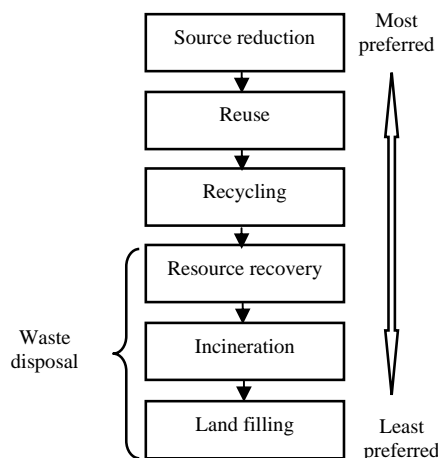 Source reduction
Most
preferred
Reuse
Recycling
Resource recovery
Waste
disposal
Incineration
Land filling
Least
preferred